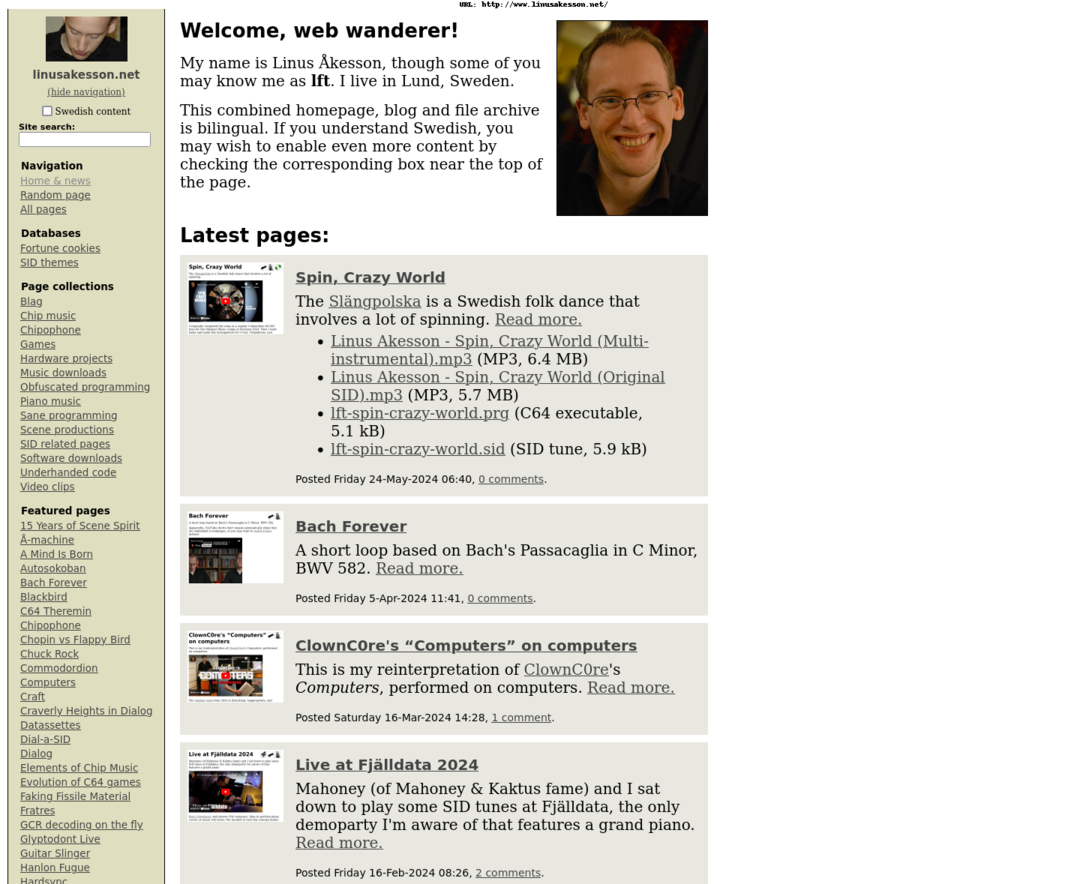 URL: http://www.linusakesson.net/
linusakesson.net
(hide navigation)
Swedish content
Site search:
Navigation
Home & news
Random page
All pages
Databases
Fortune cookies
SID themes
Page collections
Blag
Chip music
Chipophone
Games
Hardware projects
Music downloads
Obfuscated programming
Piano music
Sane programming
Scene productions
SID related pages
Software downloads
Underhanded code
Video clips
Featured pages
15 Years of Scene Spirit
Å-machine
A Mind Is Born
Autosokoban
Bach Forever
Blackbird
C64 Theremin
Chipophone
Chopin vs Flappy Bird
Chuck Rock
Commodordion
Computers
Craft
Craverly Heights in Dialog
Datassettes
Dial-a-SID
Dialog
Elements of Chip Music
Evolution of C64 games
Faking Fissile Material
Fratres
GCR decoding on the fly
Glyptodont Live
Guitar Slinger
Hanlon Fugue
Hardsync
Welcome, web wanderer!
My name is Linus Åkesson, though some of you
may know me as lft. I live in Lund, Sweden.
This combined homepage, blog and file archive
is bilingual. If you understand Swedish, you
may wish to enable even more content by
checking the corresponding box near the top of
the page.
Latest pages:
Spin, Crazy World
Spin, Crazy World
The Slängpolska is a Swedish folk dance that
involves a lot of spinning. Read more.
• Linus Akesson - Spin, Crazy World (Multi-
instrumental).mp3 (MP3, 6.4 MB)
• Linus Akesson - Spin, Crazy World (Original
SID).mp3 (MP3, 5.7 MB)
• lft-spin-crazy-world.prg (C64 executable,
5.1 kB)
• lft-spin-crazy-world.sid (SID tune, 5.9 kB)
Posted Friday 24-May-2024 06:40, 0 comments.
Bach Forever
Bach Forever
A short loop based on Bach's Passacaglia in C Minor,
BWV 582. Read more.
Posted Friday 5-Apr-2024 11:41, 0 comments.
ClownC0re's “Computers”
on computers
COMPUTERS
ClownC0re's “Computers” on computers
This is my reinterpretation of ClownC0re's
Computers, performed on computers. Read more.
Posted Saturday 16-Mar-2024 14:28, 1 comment.
Live at Fjälldata 2024
Live at Fjälldata 2024
Mahoney (of Mahoney & Kaktus fame) and I sat
down to play some SID tunes at Fjälldata, the only
demoparty I'm aware of that features a grand piano.
Read more.
Posted Friday 16-Feb-2024 08:26, 2 comments.